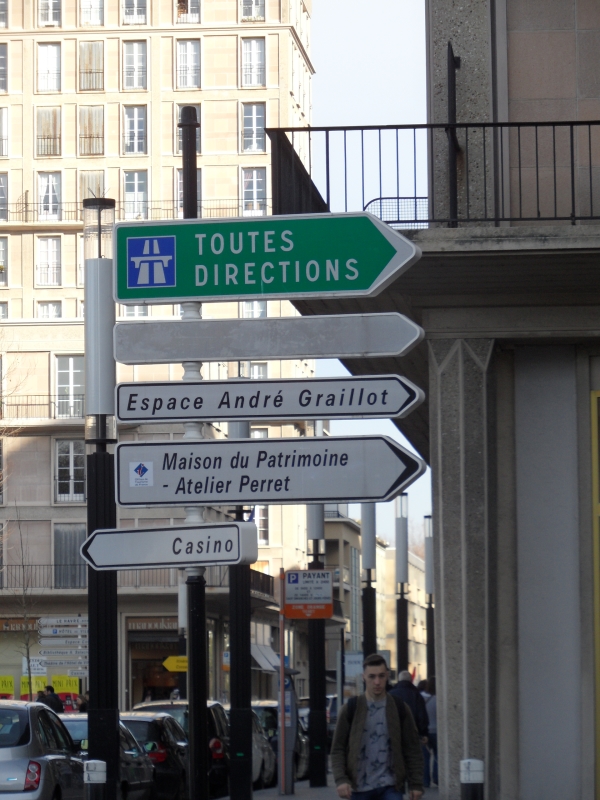 TOUTES
DIRECTIONS
Espace André Graillot
Maison du Patrimoine
- Atelier Perret
Casino
P PAYANT